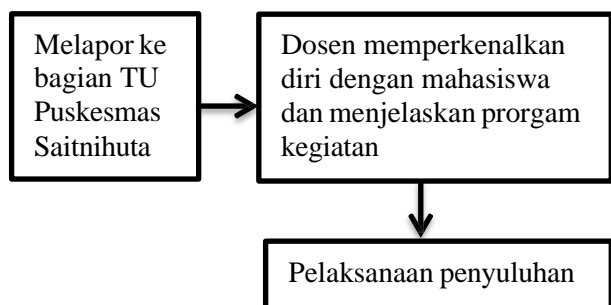 Melapor ke
bagian TU
Puskesmas
Saitnihuta
Dosen memperkenalkan
diri dengan mahasiswa
dan menjelaskan prorgam
kegiatan
Pelaksanaan penyuluhan